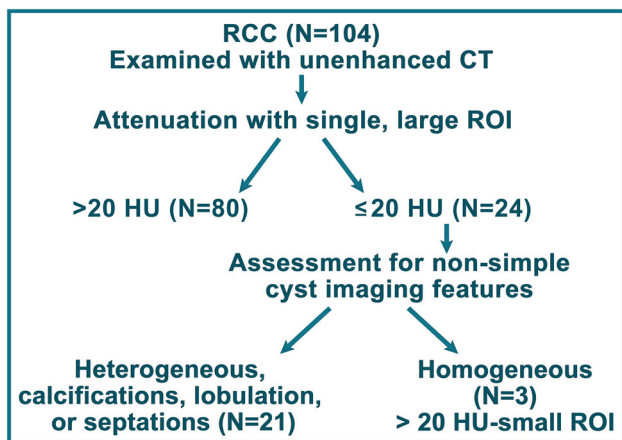 RCC (N=104)
Examined with unenhanced CT
Attenuation with single, large ROI
>20 HU (N=80)
≤20 HU (N=24)
Assessment for non-simple
cyst imaging features
Heterogeneous,
calcifications, lobulation,
or septations (N=21)
Homogeneous
(N=3)
> 20 HU-small ROI